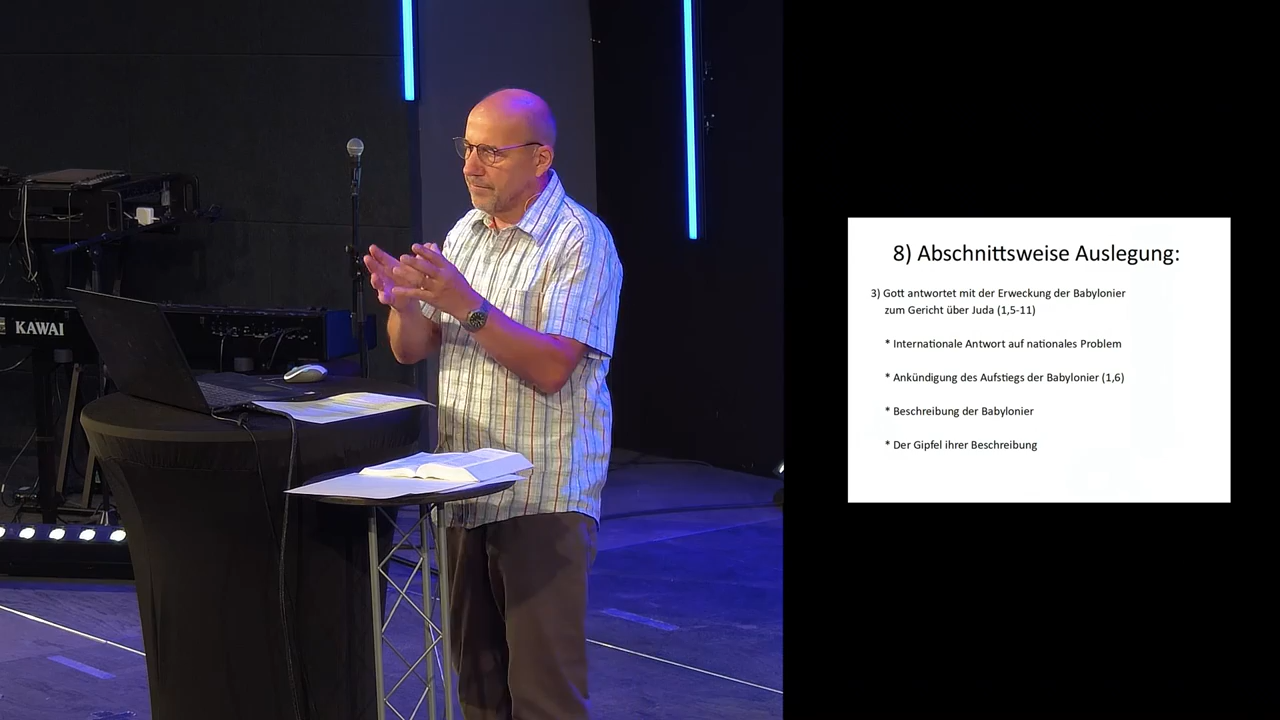 KAWAI
8) Abschnittsweise Auslegung:
3) Gott antwortet mit der Erweckung der Babylonier
zum Gericht über Juda (1,5-11)
* Internationale Antwort auf nationales Problem
* Ankündigung des Aufstiegs der Babylonier (1,6)
* Beschreibung der Babylonier
* Der Gipfel ihrer Beschreibung